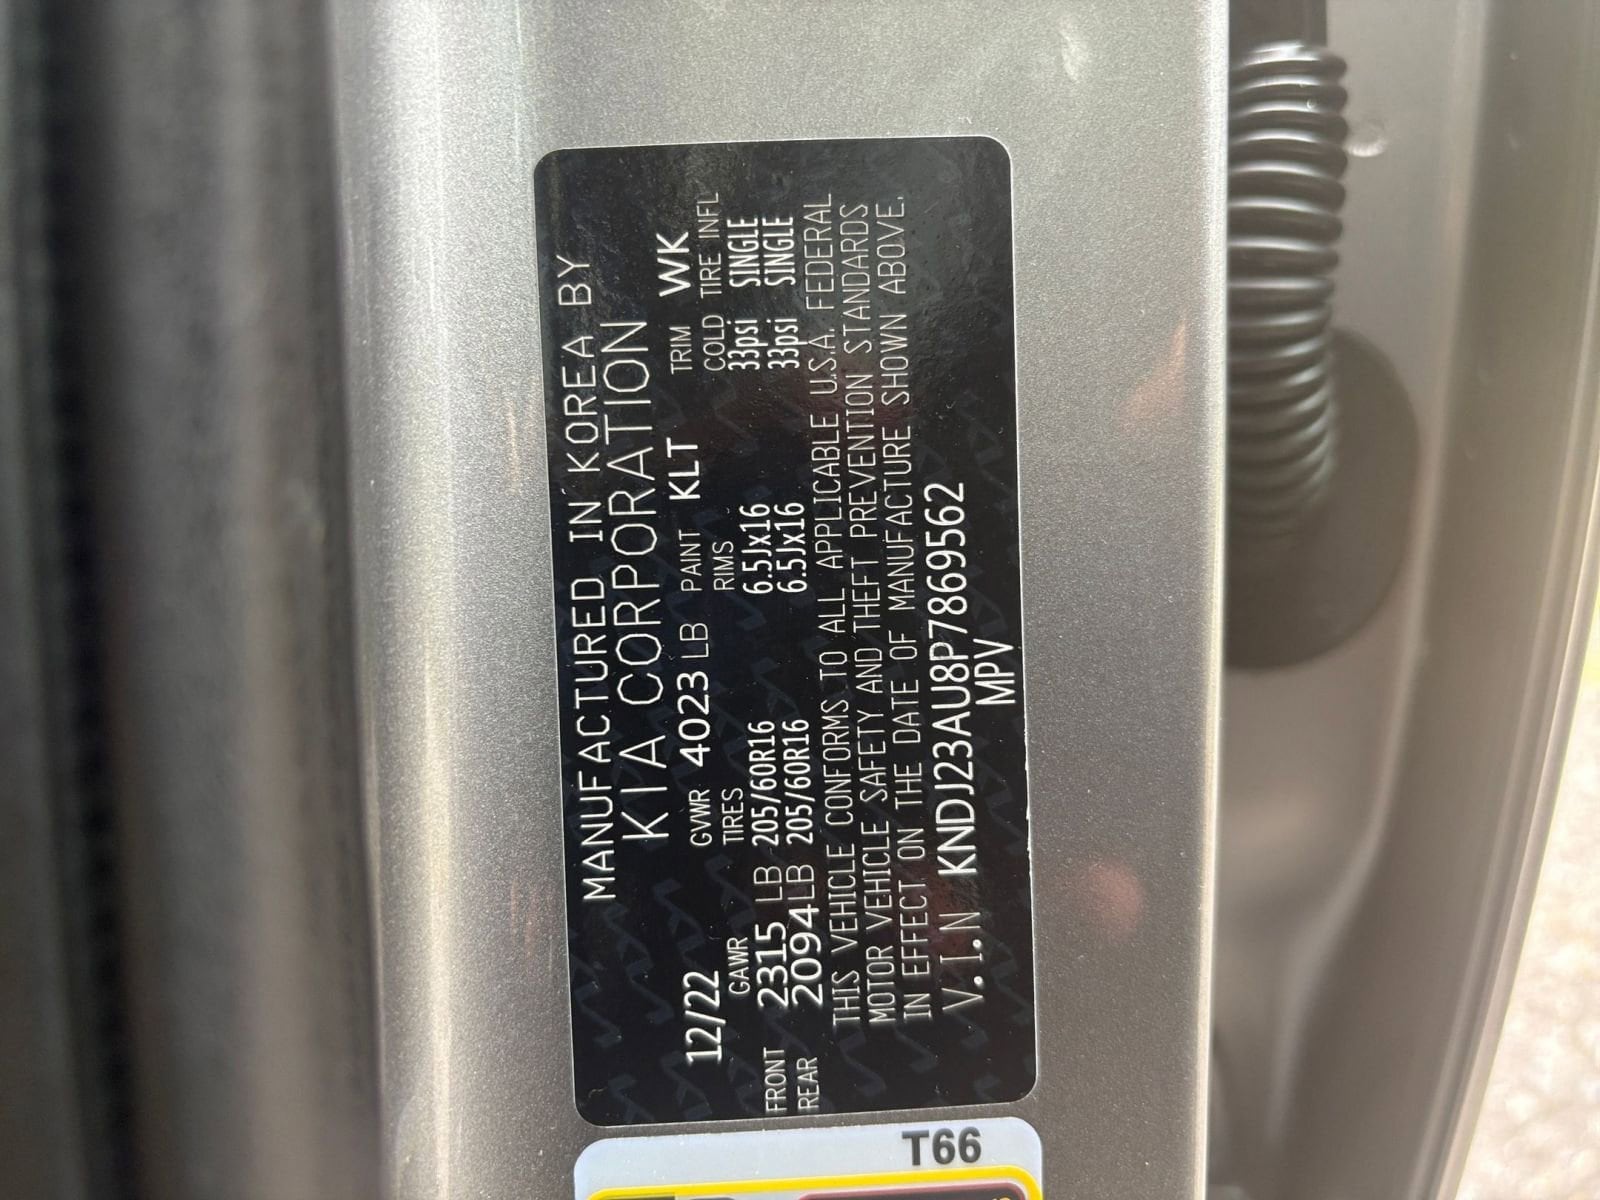 MANUFACTURED IN KOREA BY
KIA CORPORATION
12/22 GVWR 4023 LB PAINT KLT TRIM WK
GAWR TIRES RIMS COLD TIRE INFL
FRONT 2315 LB 205/60R16 6.5Jx16 33psi SINGLE
REAR 2094LB 205/60R16 6.5Jx16 33psi SINGLE
THIS VEHICLE CONFORMS TO ALL APPLICABLE U.S.A. FEDERAL
MOTOR VEHICLE SAFETY AND THEFT PREVENTION STANDARDS
IN EFFECT ON THE DATE OF MANUFACTURE SHOWN ABOVE.
V.I.N KNDJ23AU8P7869562
MPV
T66